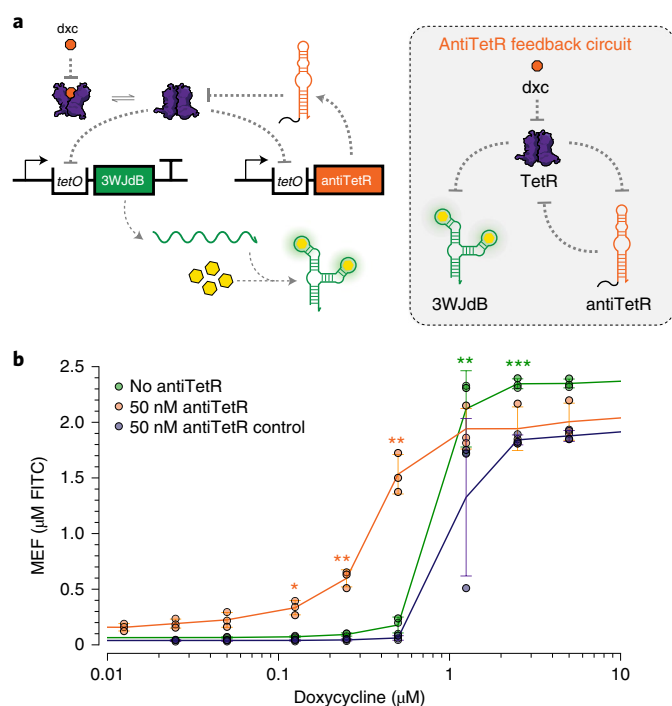 a
dxc
tetO
3WJdB
tetO
antiTetR
AntiTetR feedback circuit
dxc
TetR
3WJdB
antiTetR
b
No antiTetR
50 nM antiTetR
50 nM antiTetR control
** ***
**
**
*
2.5
2.0
1.5
1.0
0.5
0
MEF (μM FITC)
0.01 0.1 1 10
Doxycycline (μM)